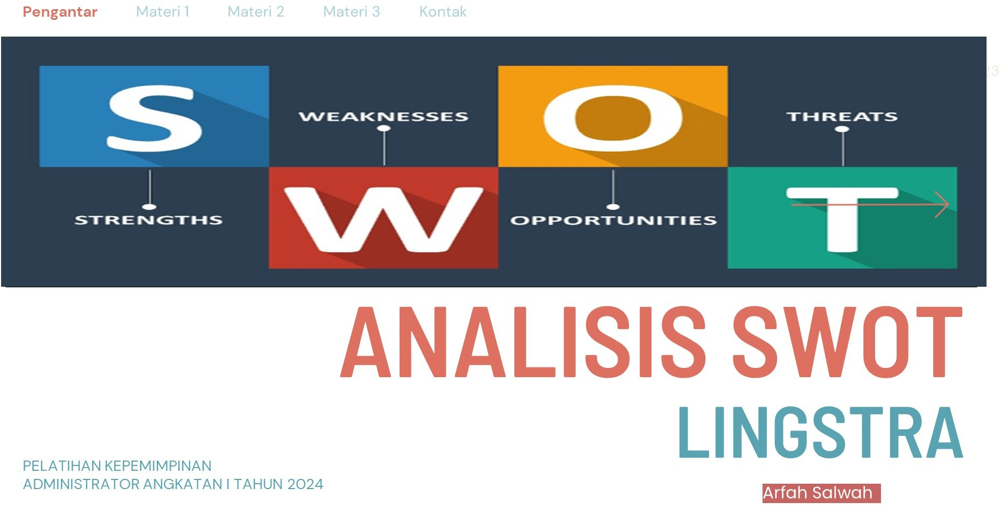 Pengantar Materi 1 Materi 2 Materi 3 Kontak
23
S
WEAKNESSES
O
THREATS
STRENGTHS
W
OPPORTUNITIES
T
ANALISIS SWOT
LINGSTRA
PELATIHAN KEPEMIMPINAN
ADMINISTRATOR ANGKATAN I TAHUN 2024
Arfah Salwah